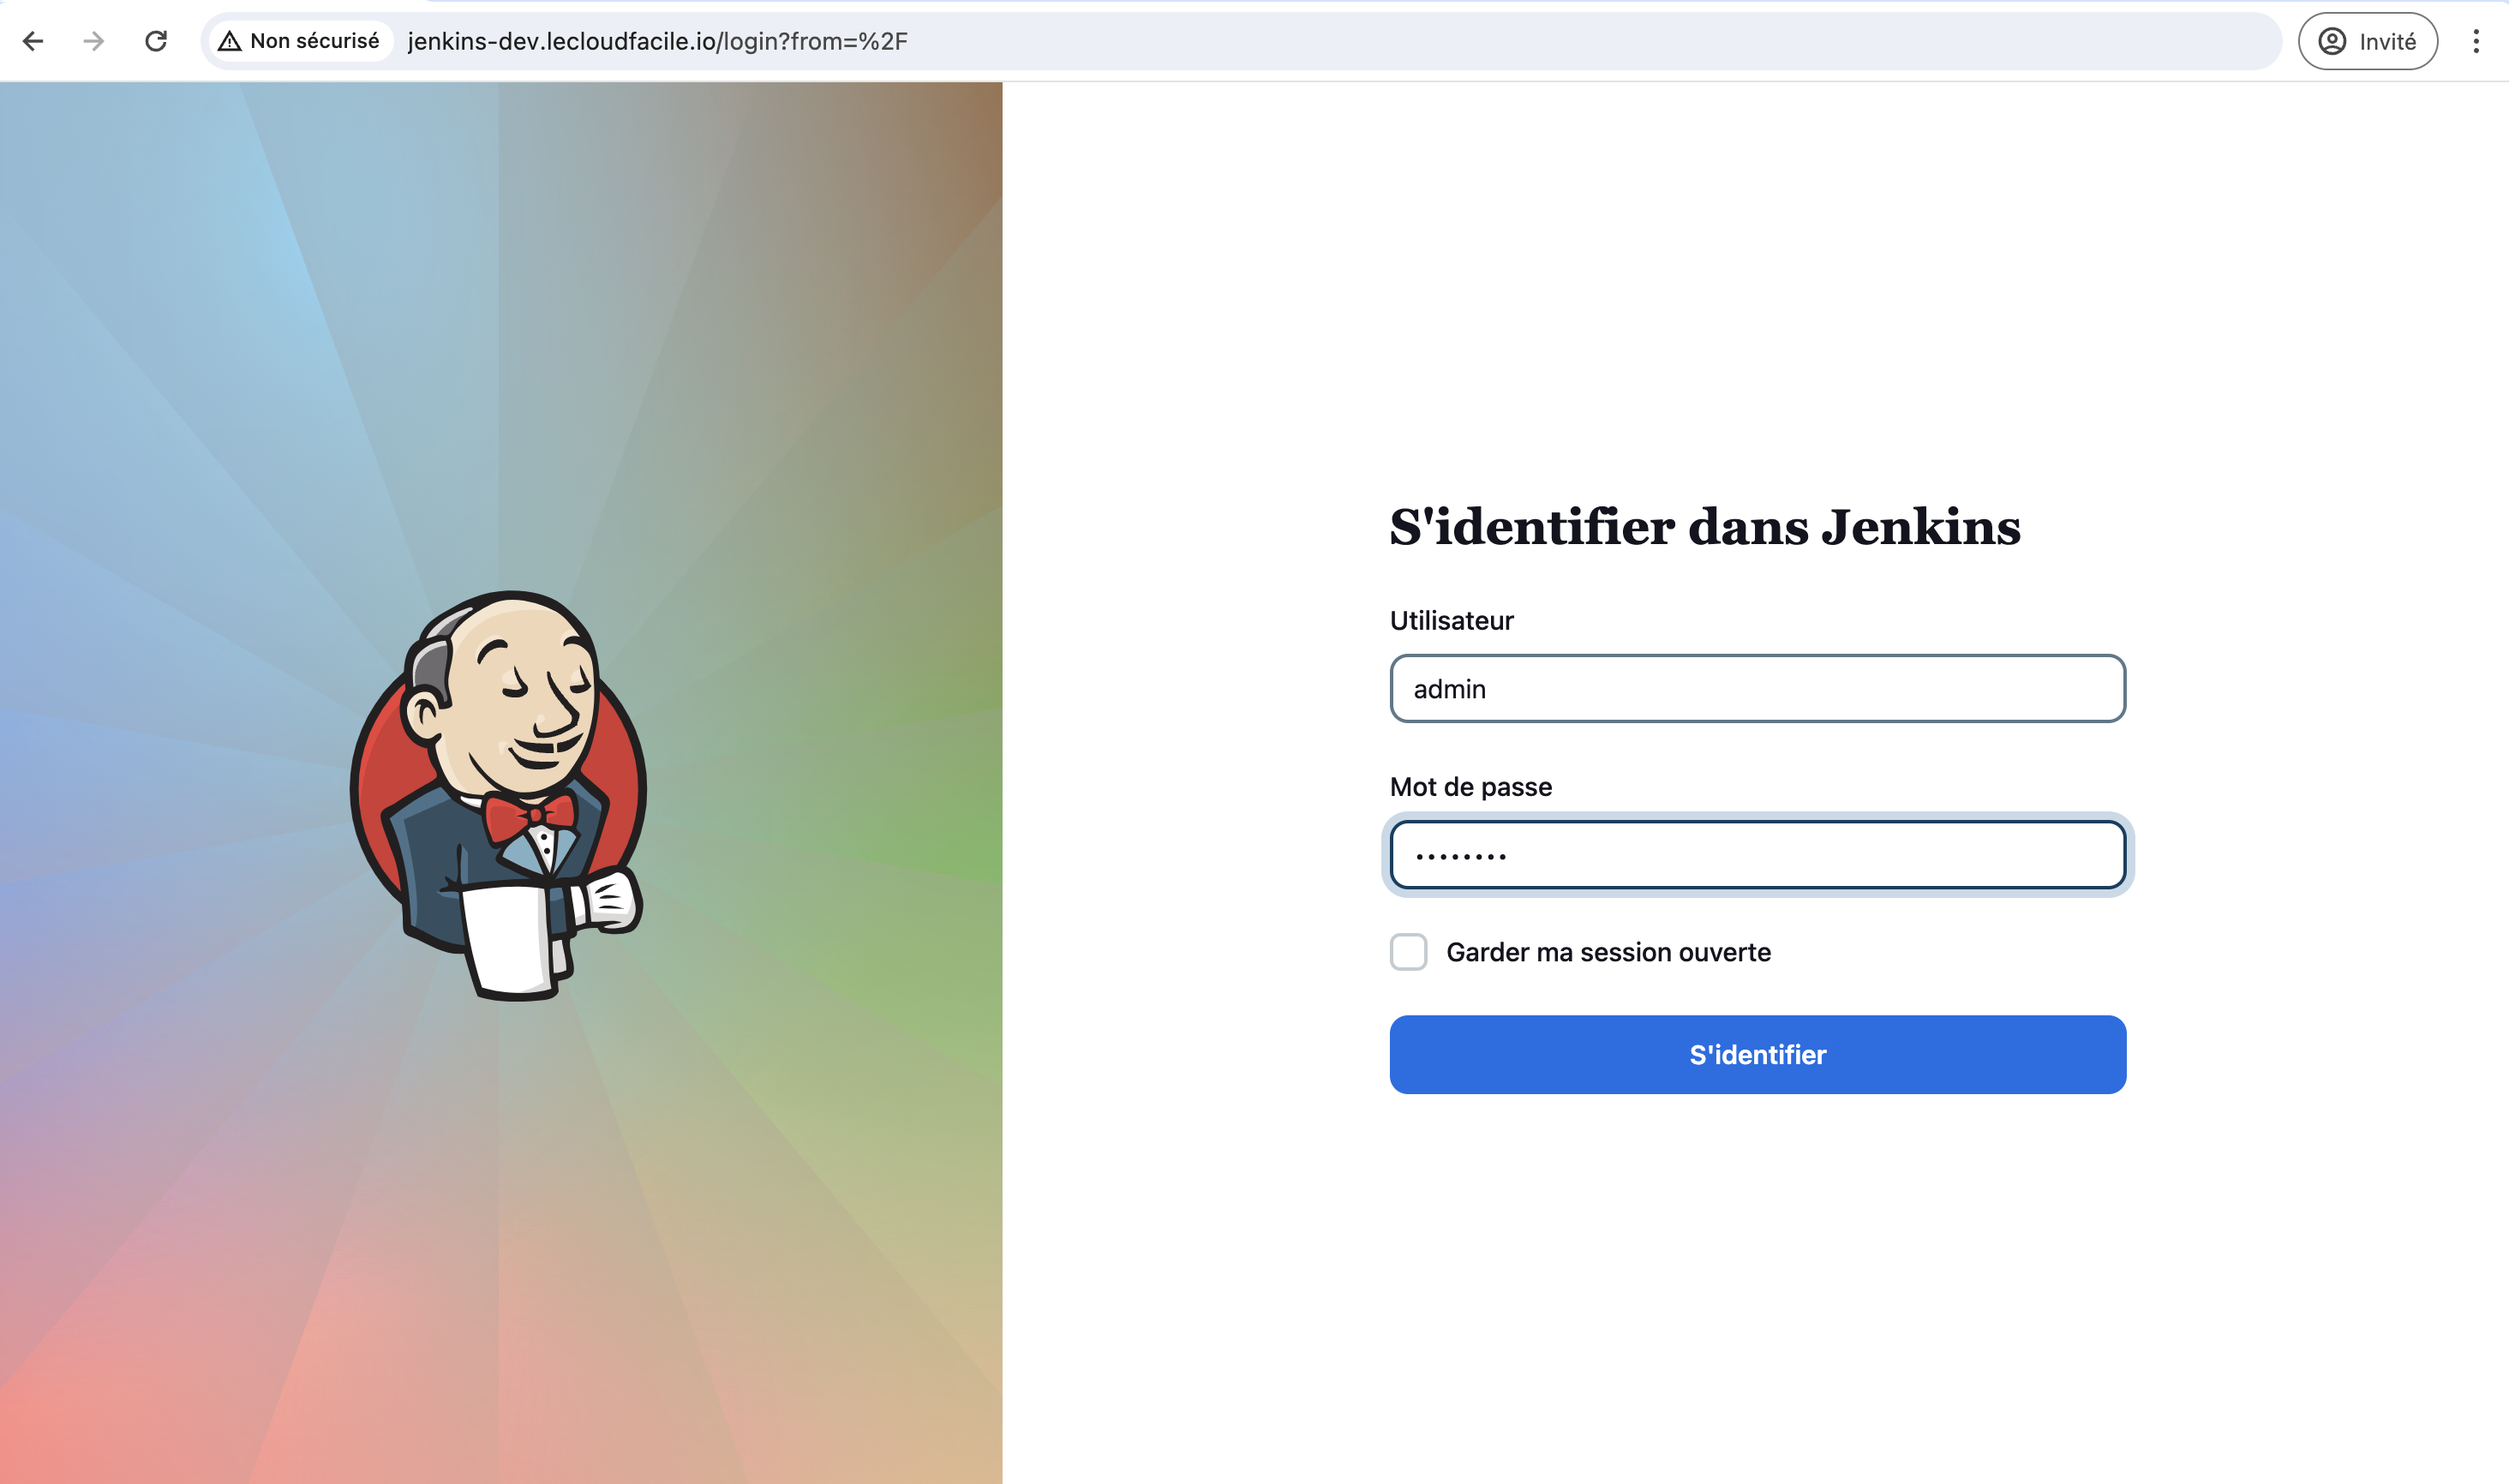 Non sécurisé jenkins-dev.lecloudfacile.io/login?from=%2F Invité
S'identifier dans Jenkins
Utilisateur
admin
Mot de passe
••••••••
Garder ma session ouverte
S'identifier